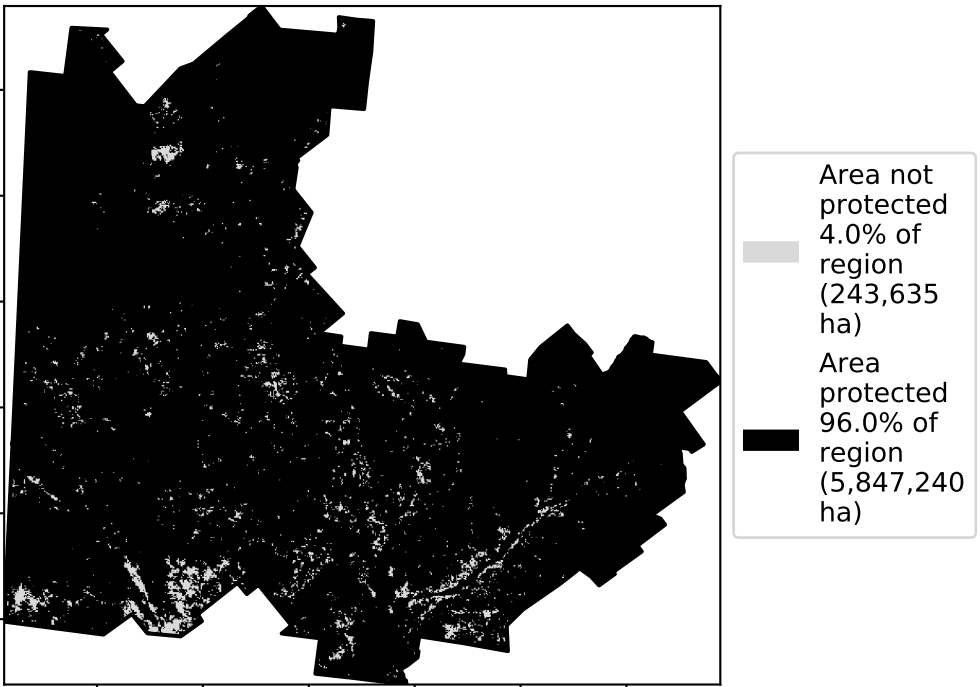 Area not
protected
4.0% of
region
(243,635
ha)
Area
protected
96.0% of
region
(5,847,240
ha)